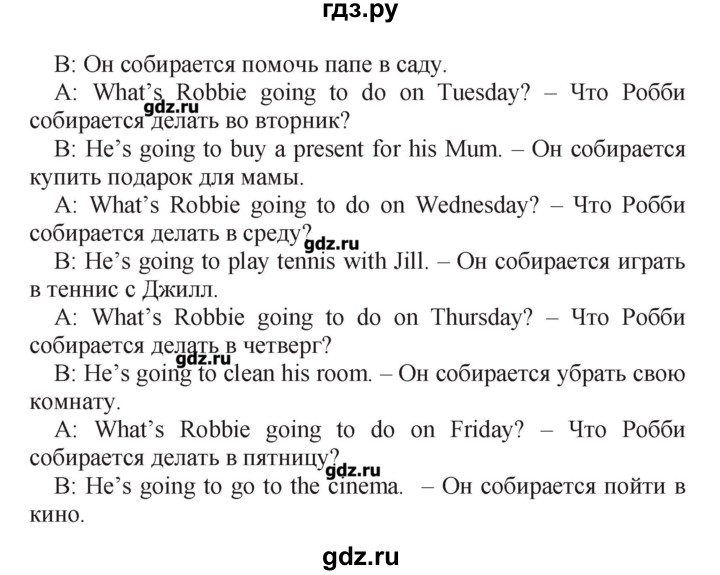 гдз.ру
В: Он собирается помочь папе в саду.
A: What's Robbie going to do on Tuesday? – Что Робби
gdz.ru
собирается делать во вторник?
B: He's going to buy a present for his Mum. – Он собирается
купить подарок для мамы.
A: What's Robbie going to do on Wednesday? – Что Робби
собирается делать в среду?
gdz.ru
B: He's going to play tennis with Jill. – Он собирается играть
в теннис с Джилл.
A: What's Robbie going to do on Thursday? – Что Робби
собирается делать в четверг?
gdz.ru
B: He's going to clean his room. – Он собирается убрать свою
комнату.
A: What's Robbie going to do on Friday? – Что Робби
собирается делать в пятницу?
gdz.ru
B: He's going to go to the cinema. – Он собирается пойти в
кино.
gdz.ru